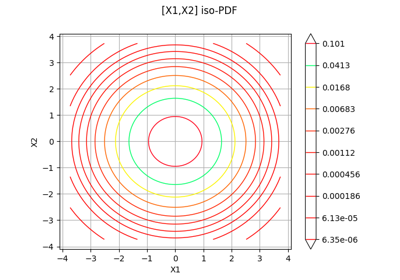 [X1,X2] iso-PDF
4
3
2
1
0
−1
−2
−3
−4
X2
−4 −3 −2 −1 0 1 2 3 4
X1
0.101
0.0413
0.0168
0.00683
0.00276
0.00112
0.000456
0.000186
6.13e-05
6.35e-06